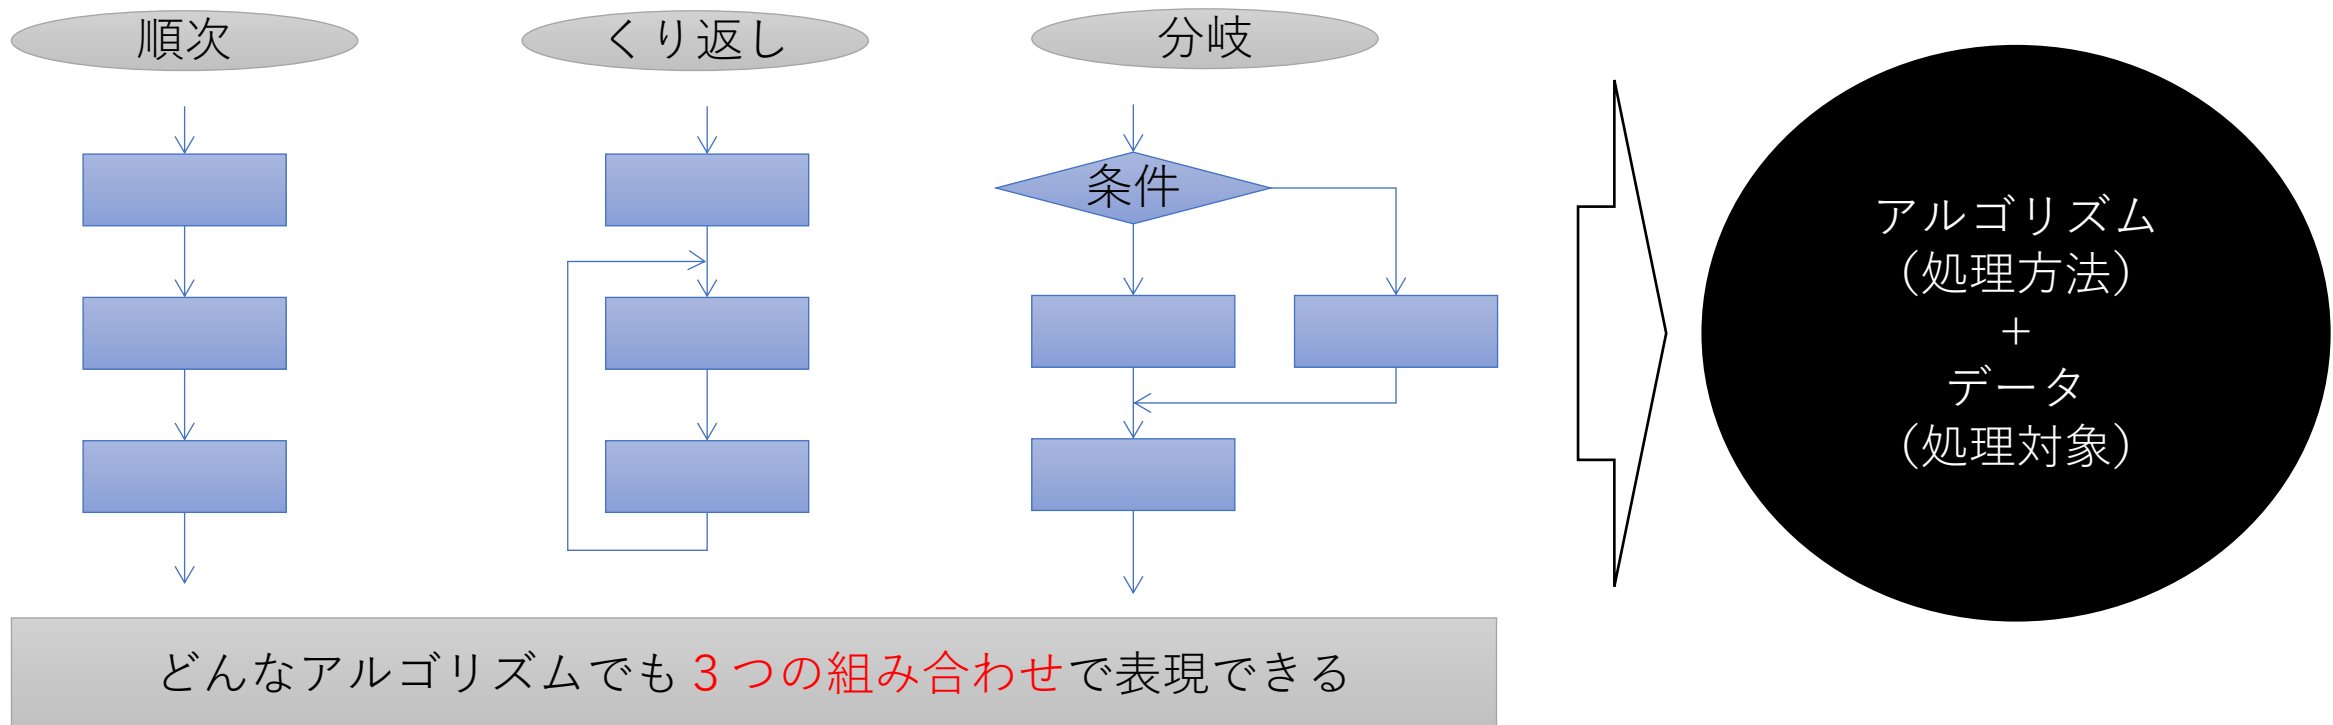 順次
くり返し
分岐
条件
アルゴリズム
（処理方法）
＋
データ
（処理対象）
どんなアルゴリズムでも３つの組み合わせで表現できる